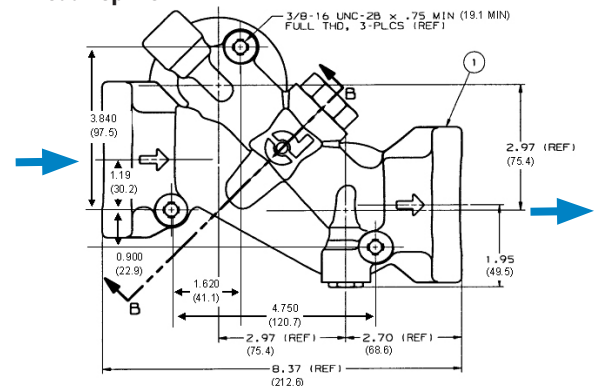 3/8-16 UNC-2B x .75 MIN (19.1 MIN)
FULL THD, 3-PLCS (REF)
1
B
3.840
(97.5)
2.97 (REF)
(75.4)
1.19
(30.2)
0.900
(22.9)
1.95
(49.5)
B
1.620
(41.1)
4.750
(120.7)
2.97 (REF)
(75.4)
2.70 (REF)
(68.6)
8.37 (REF)
(212.6)